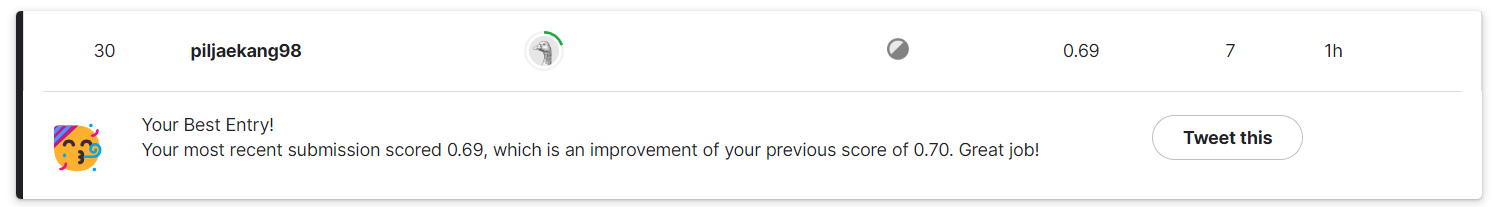 30 piljaekang98 0.69 7 1h
Your Best Entry!
Your most recent submission scored 0.69, which is an improvement of your previous score of 0.70. Great job!
Tweet this